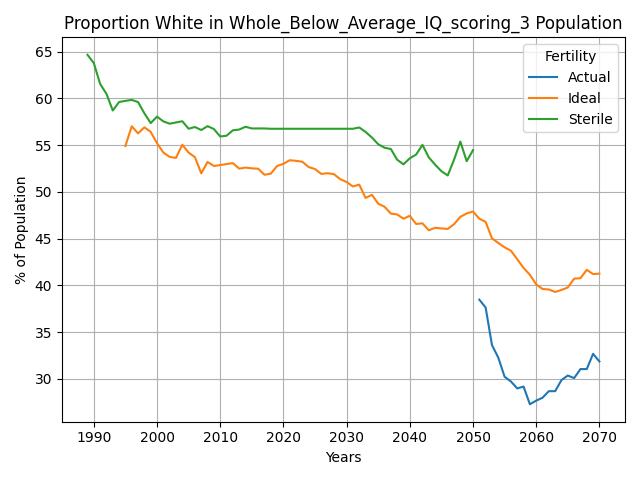 Proportion White in Whole_Below_Average_IQ_scoring_3 Population
Fertility
Actual
Ideal
Sterile
% of Population
65
60
55
50
45
40
35
30
1990 2000 2010 2020 2030 2040 2050 2060 2070
Years